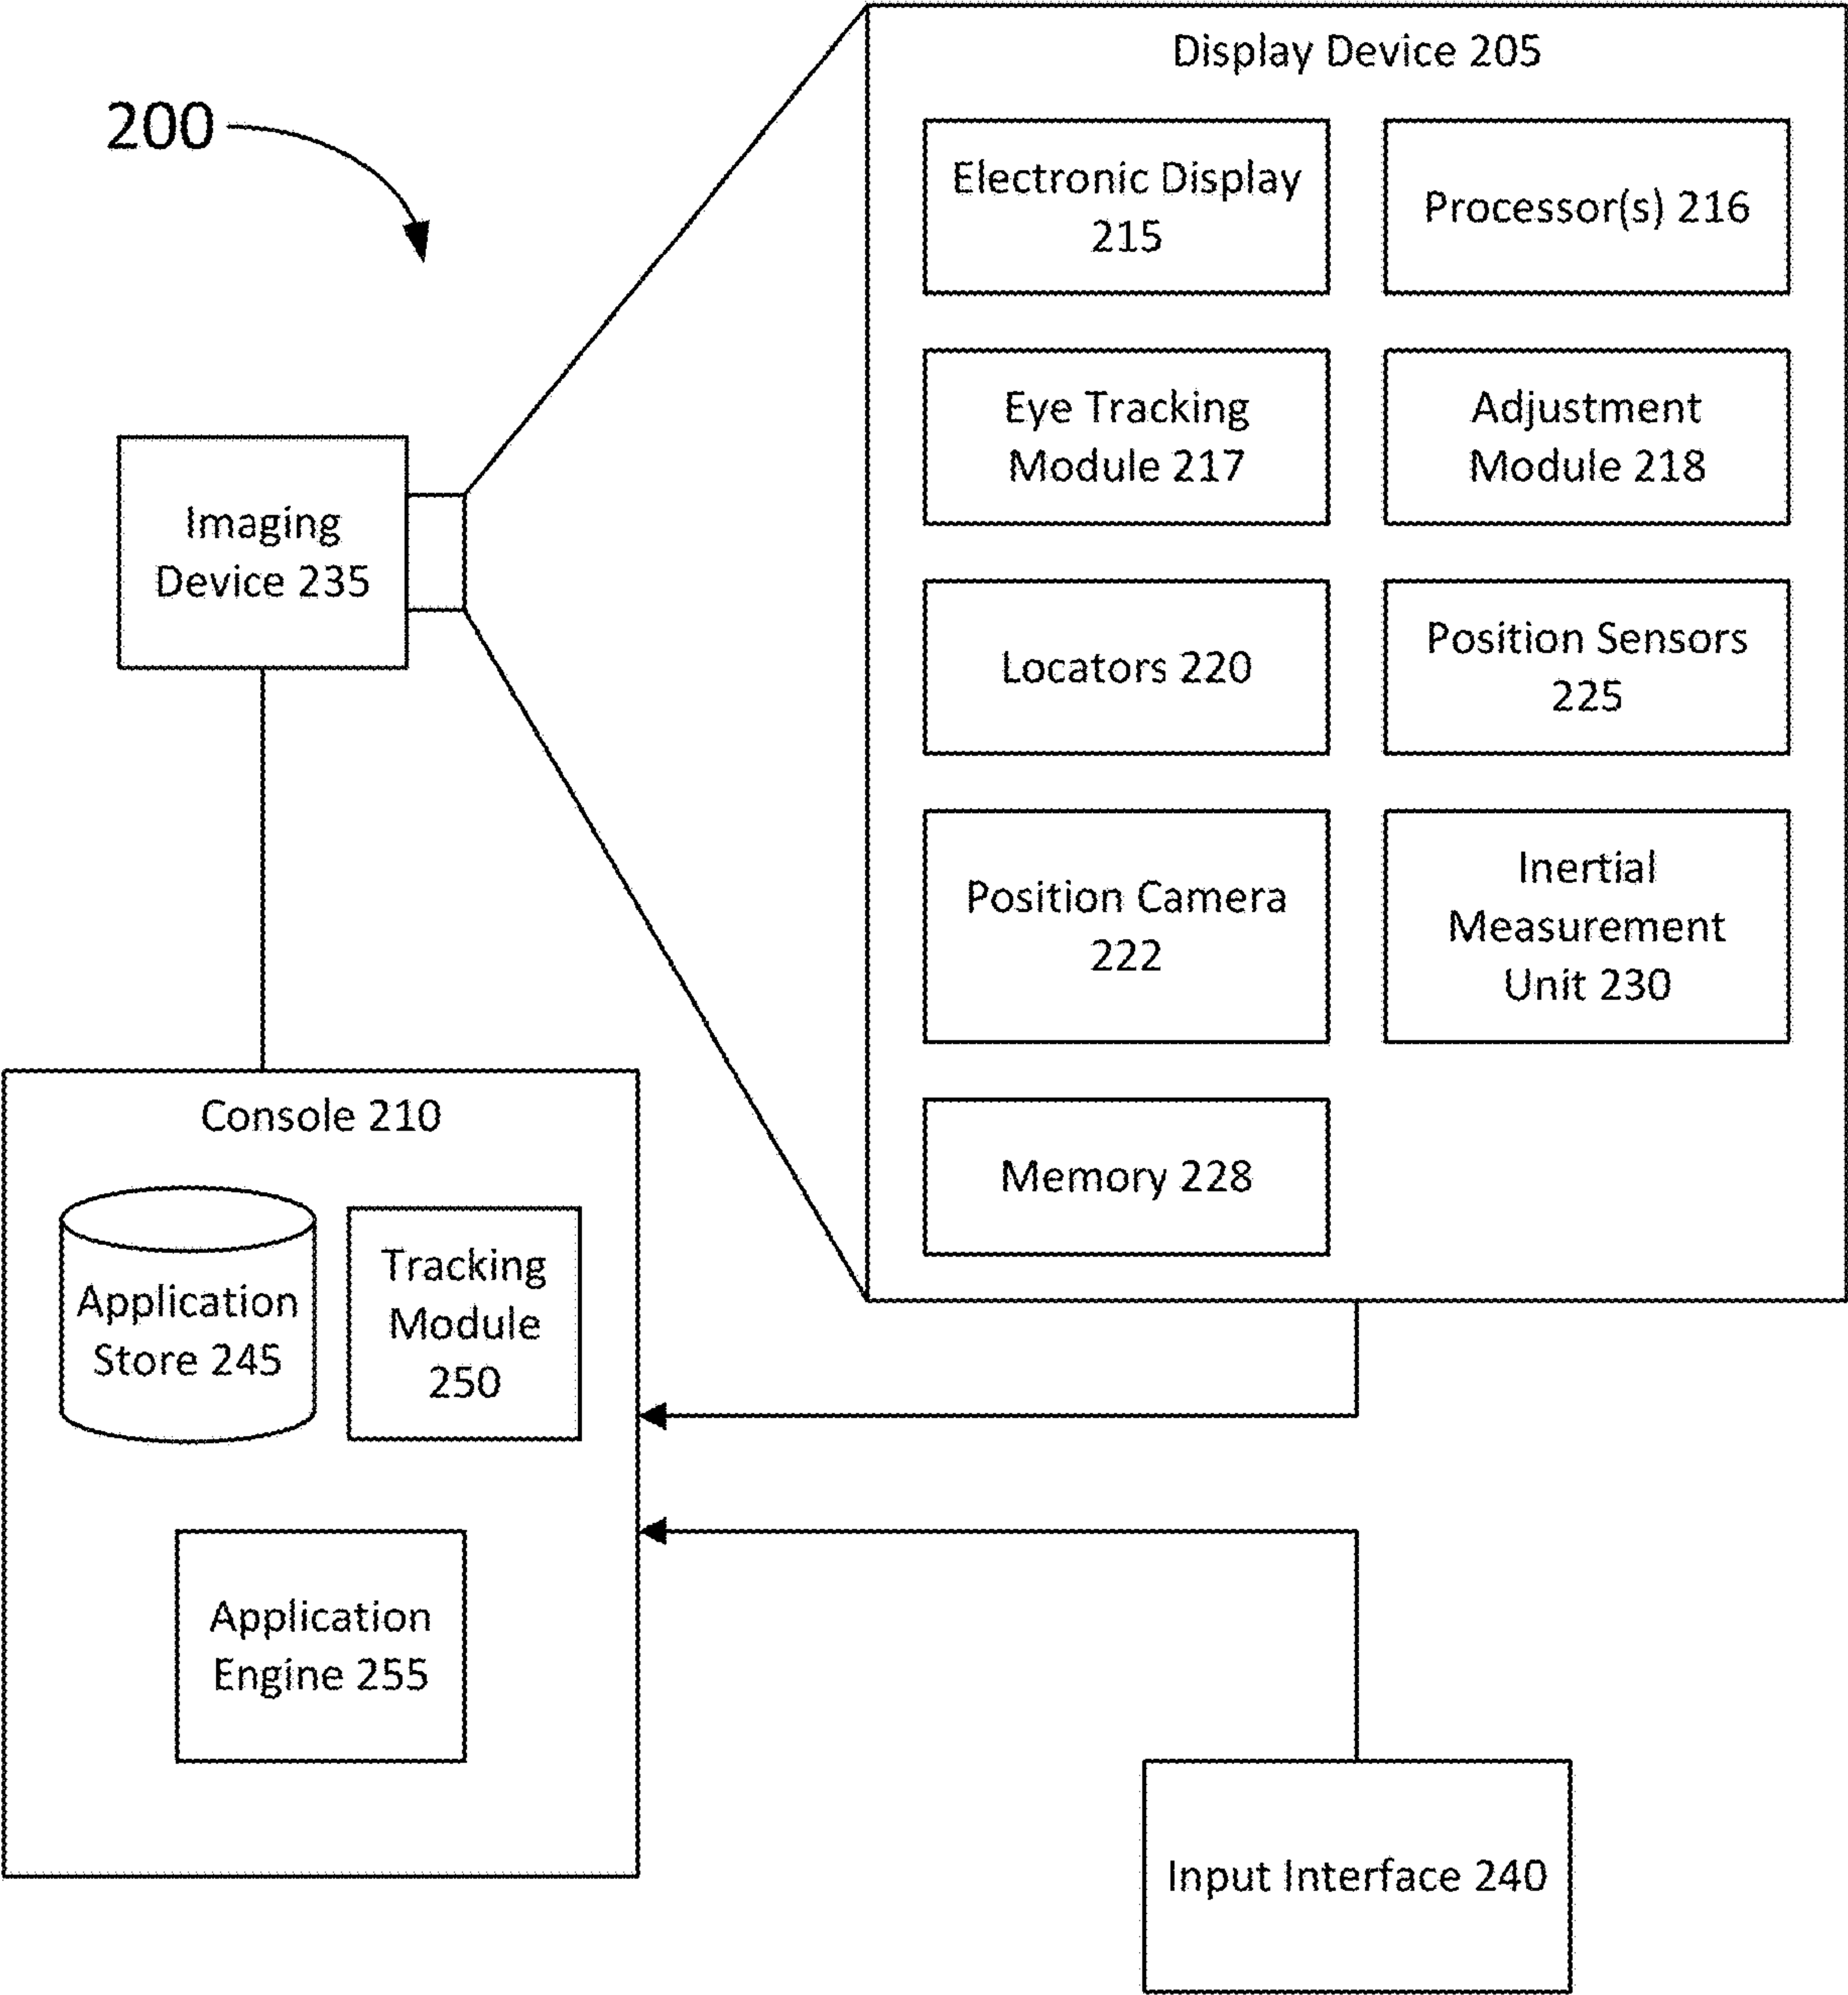 Display Device 205
200
Electronic Display
215
Processor(s) 216
Eye Tracking
Module 217
Adjustment
Module 218
Imaging
Device 235
Locators 220
Position Sensors
225
Position Camera
222
Inertial
Measurement
Unit 230
Memory 228
Console 210
Application
Store 245
Tracking
Module
250
Application
Engine 255
Input Interface 240